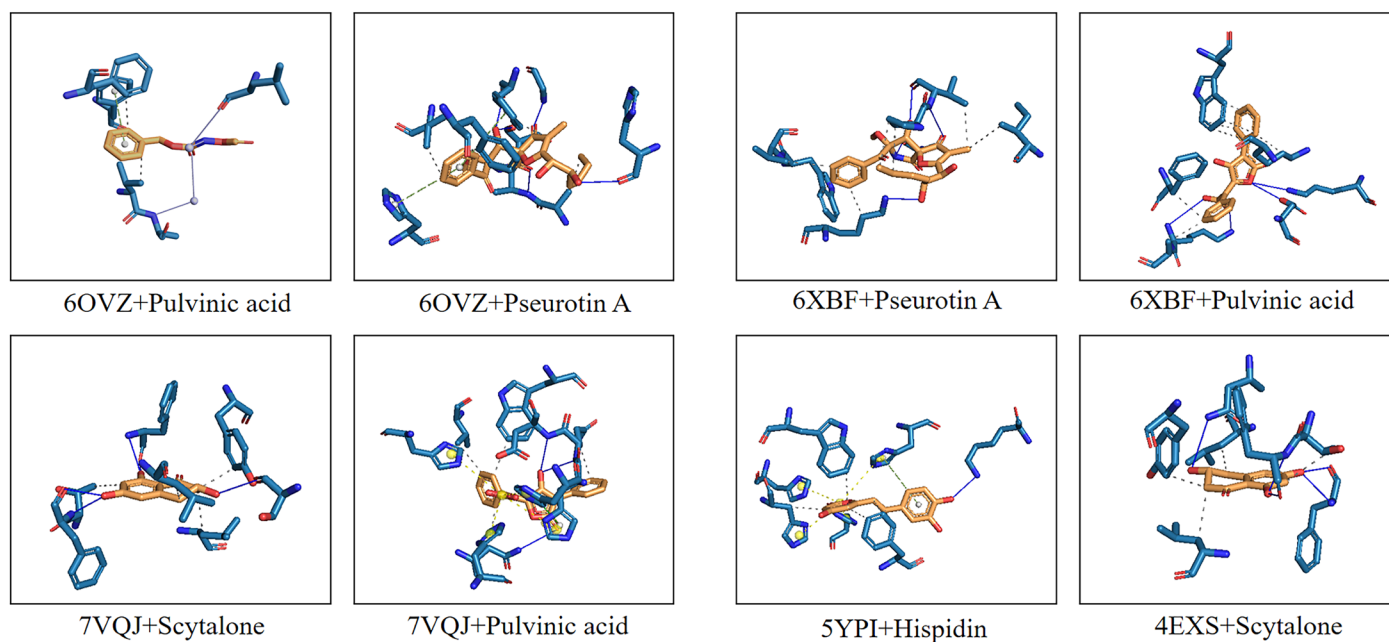 6OVZ+Pulvinic acid
6OVZ+Pseurotin A
6XBF+Pseurotin A
6XBF+Pulvinic acid
7VQJ+Scytalone
7VQJ+Pulvinic acid
5YPI+Hispidin
4EXS+Scytalone